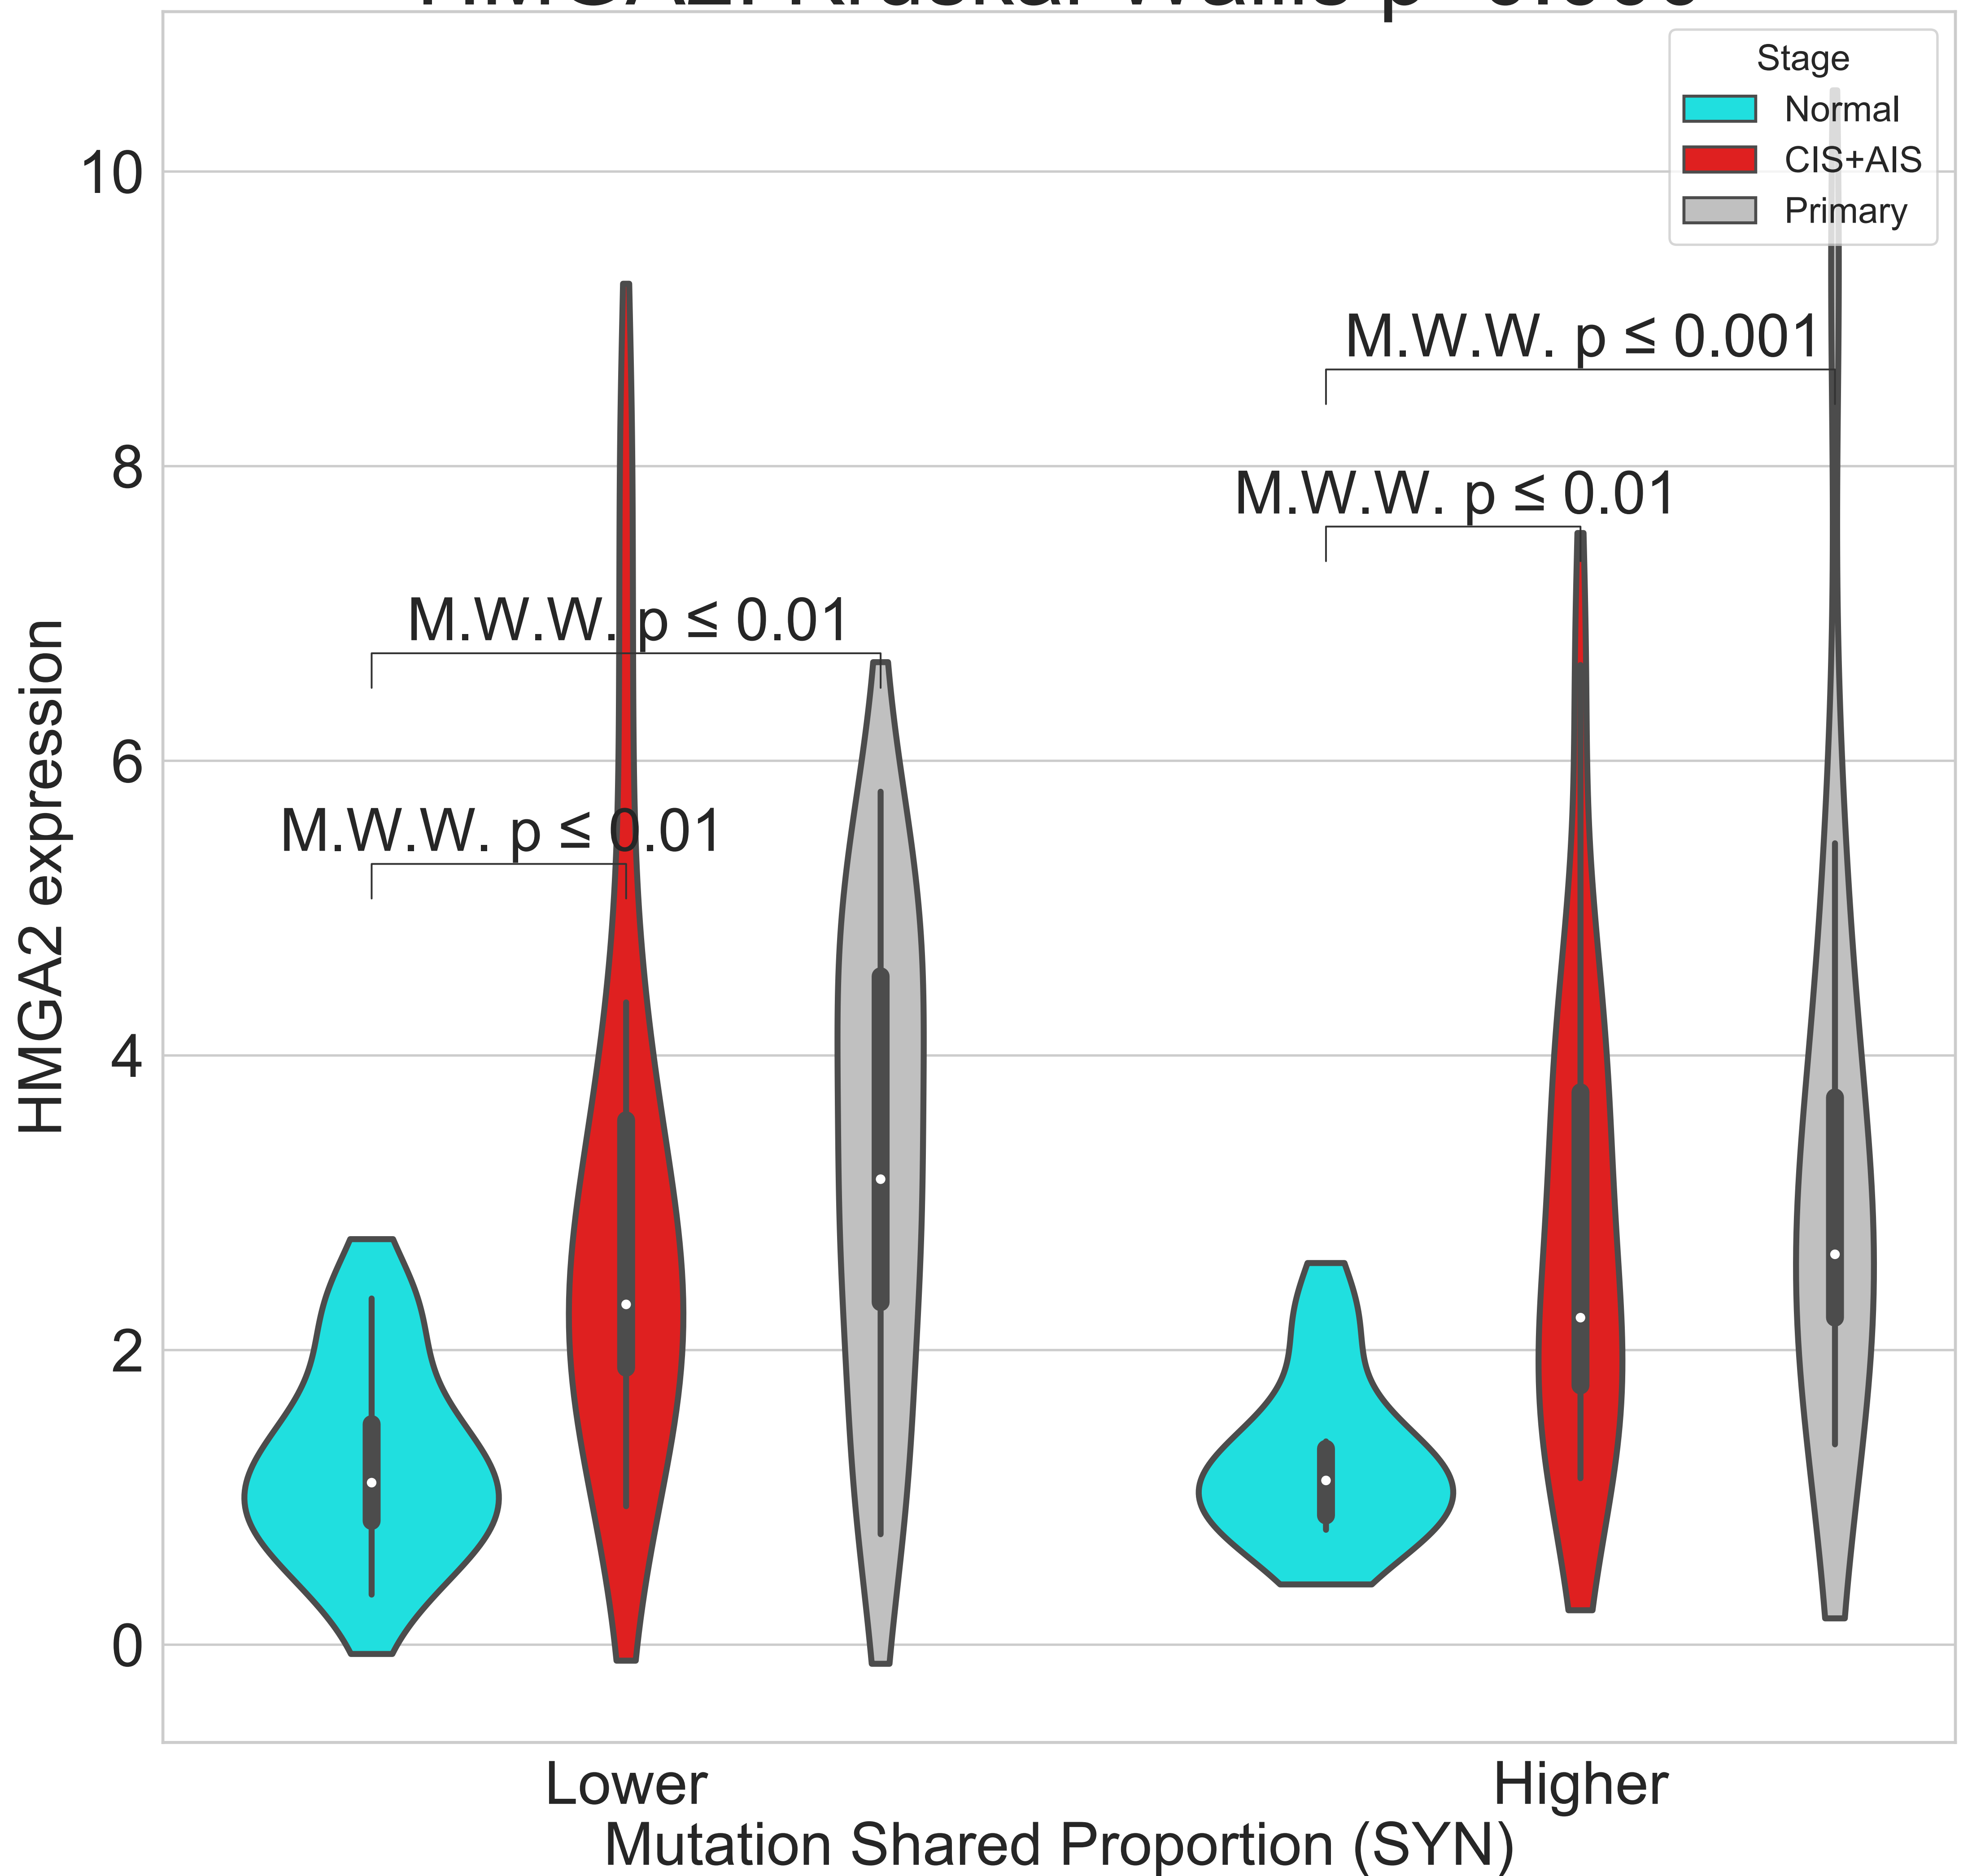 Stage
Normal
CIS+AIS
Primary
10
8
6
4
2
0
HMGA2 expression
M.W.W. p ≤ 0.001
M.W.W. p ≤ 0.01
M.W.W. p ≤ 0.01
M.W.W. p ≤ 0.01
Lower
Higher
Mutation Shared Proportion (SYN)